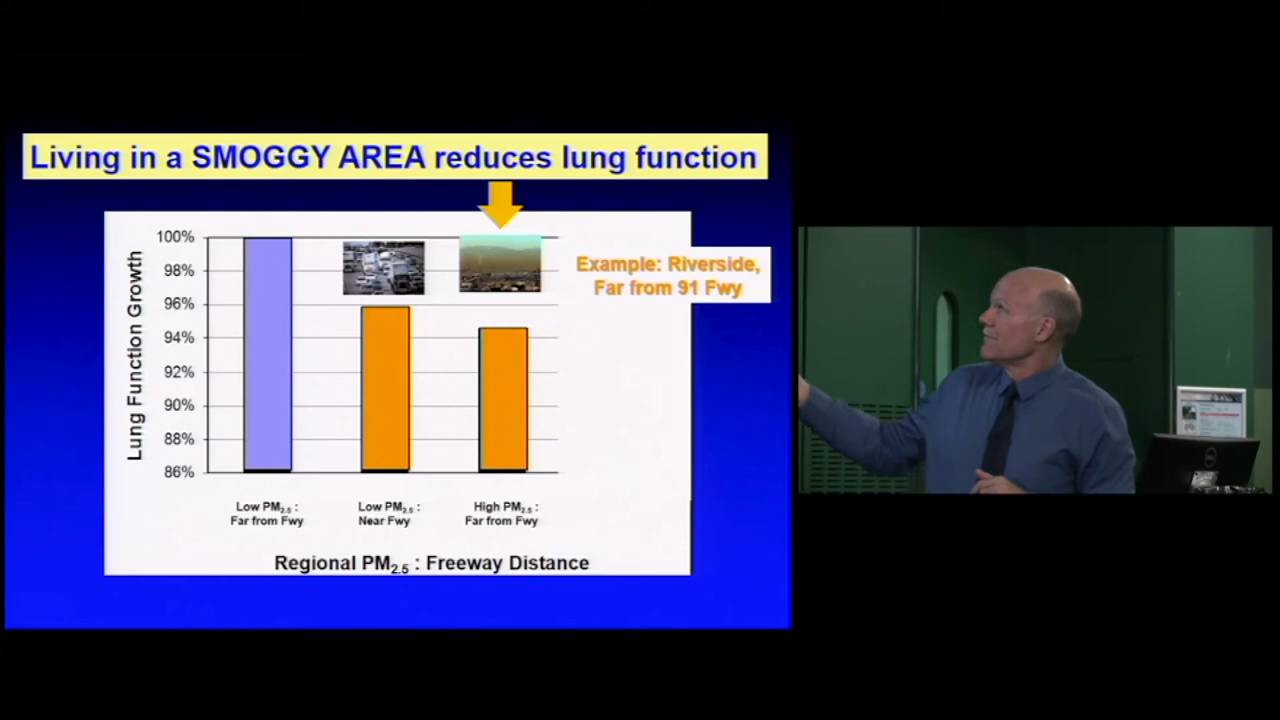 Living in a SMOGGY AREA reduces lung function
Example: Riverside,
Far from 91 Fwy
Lung Function Growth
100%
98%
96%
94%
92%
90%
88%
86%
Low PM2.5 :
Far from Fwy
Low PM2.5 :
Near Fwy
High PM2.5 :
Far from Fwy
Regional PM2.5 : Freeway Distance